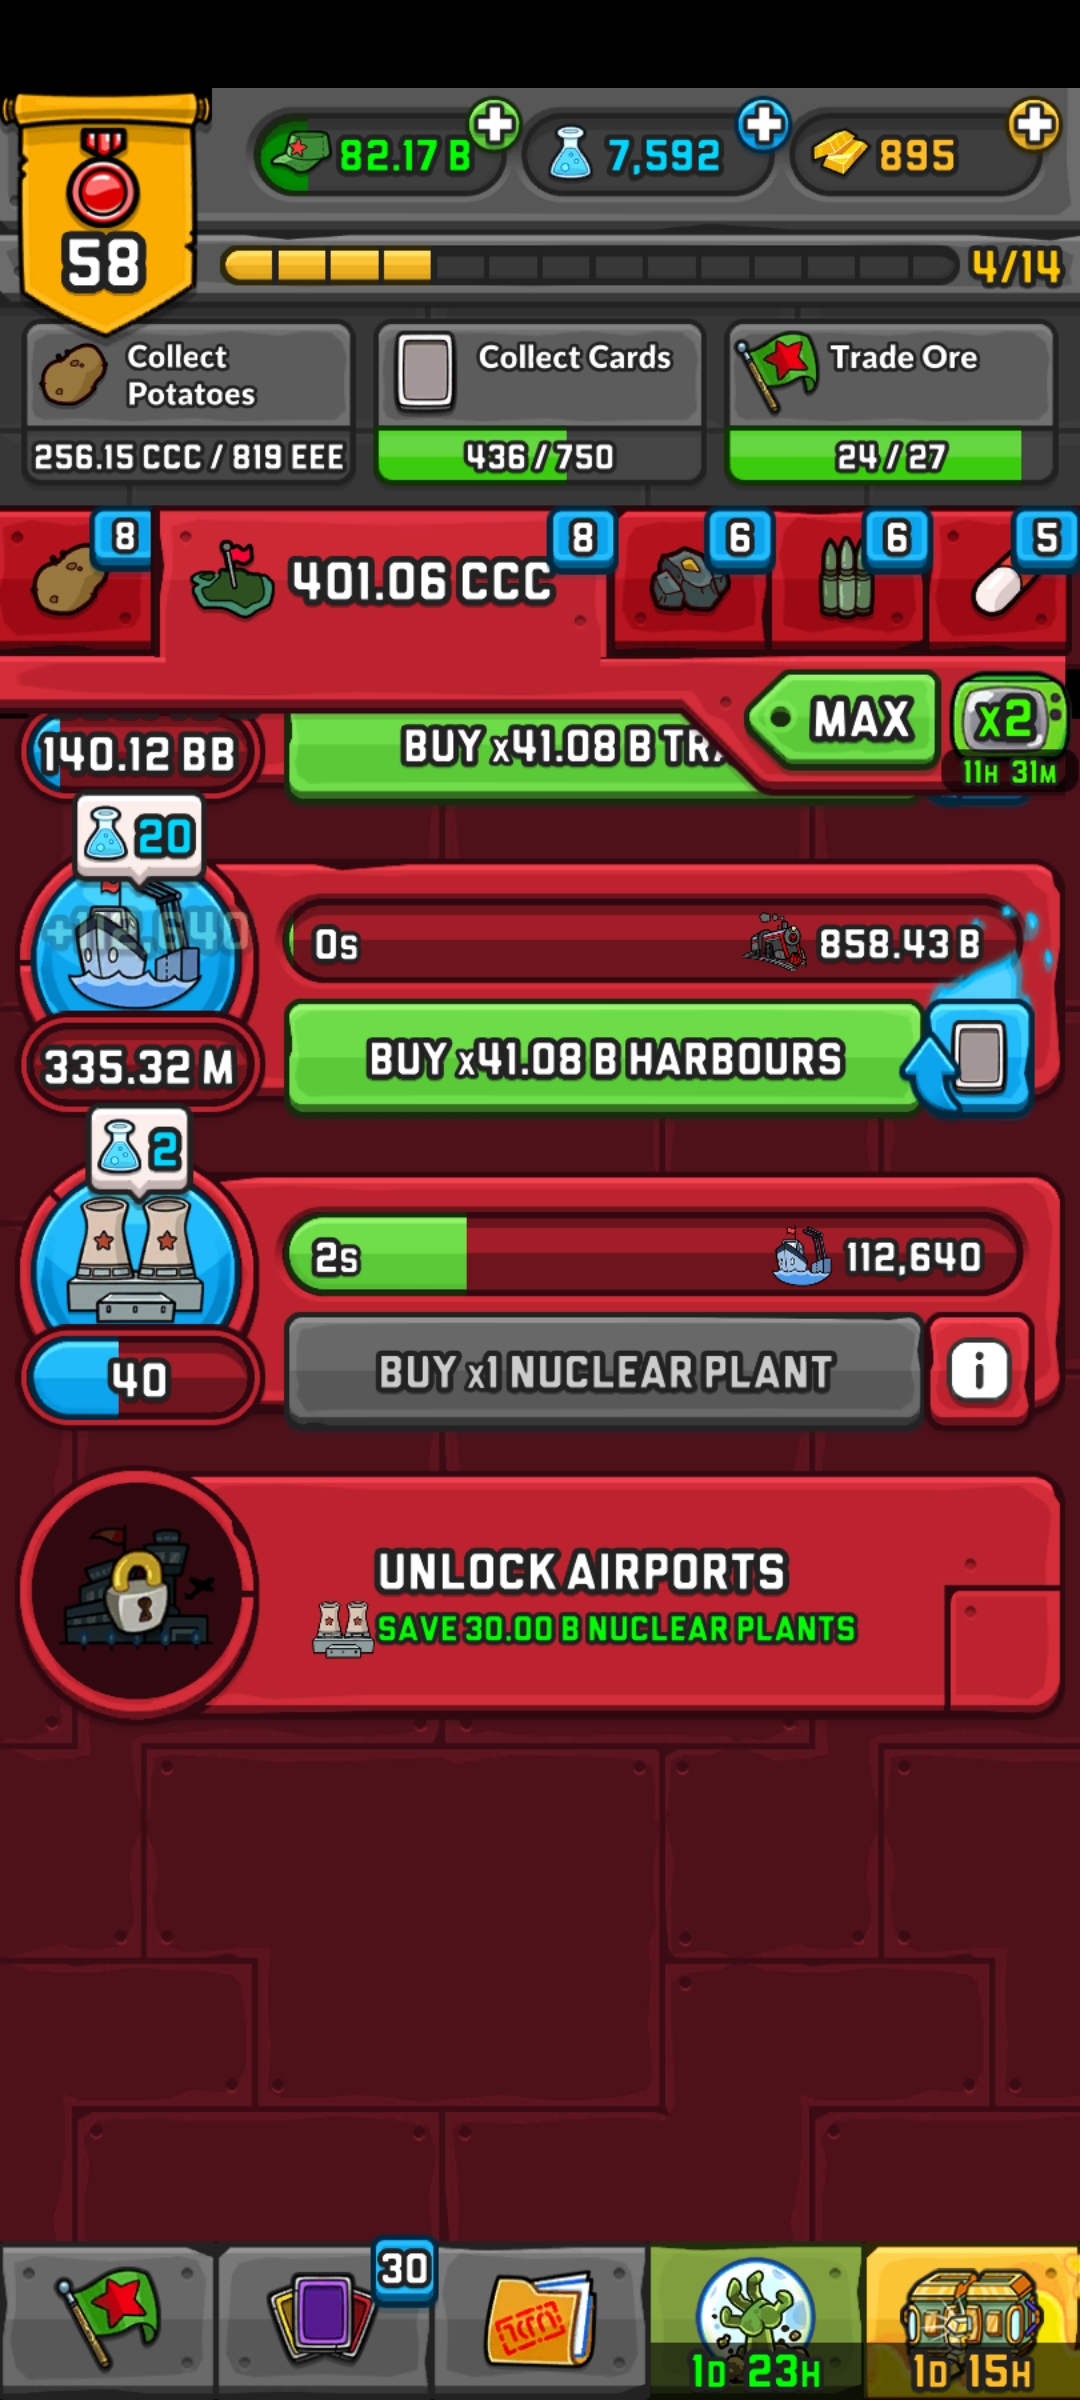 82.17 B
7,592
895
58
4/14
Collect Potatoes
Collect Cards
Trade Ore
256.15 CCC / 819 EEE
436 / 750
24 / 27
8
401.06 CCC
8
6
6
5
MAX
x2
11H 31M
140.12 BB
BUY x41.08 B TRA
20
+112,640
0s
858.43 B
335.32 M
BUY x41.08 B HARBOURS
2
2s
112,640
40
BUY x1 NUCLEAR PLANT
i
UNLOCK AIRPORTS
SAVE 30.00 B NUCLEAR PLANTS
30
1D 23H
1D 15H